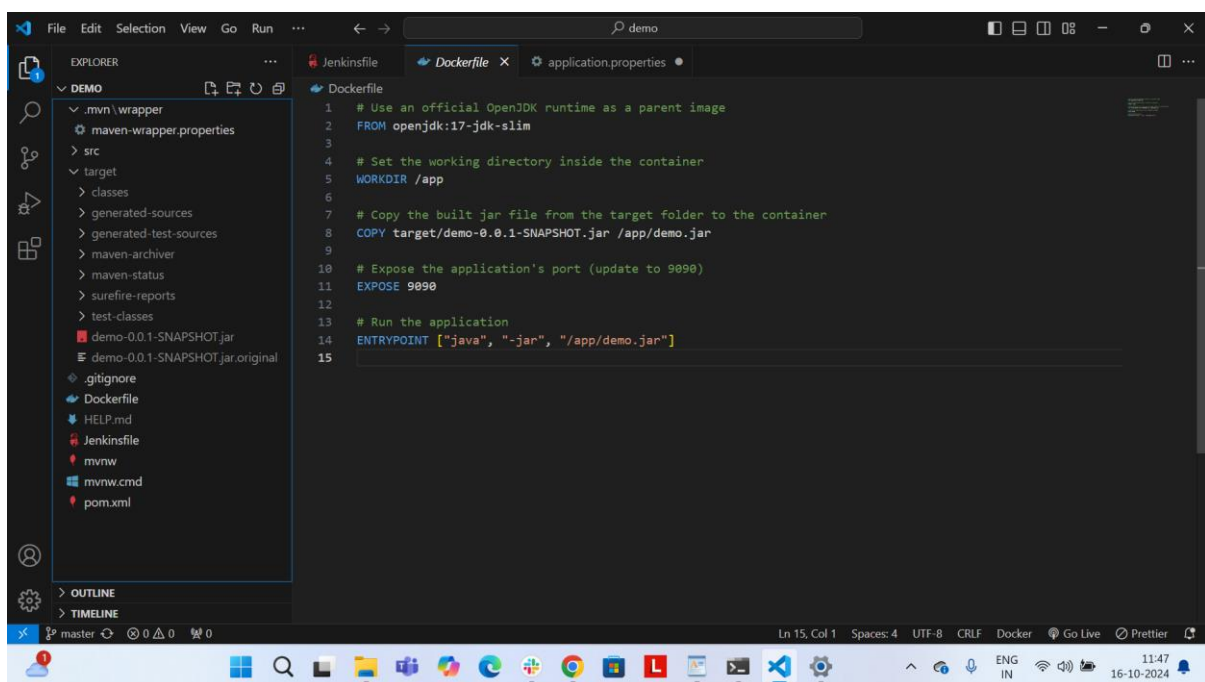 File Edit Selection View Go Run ···
demo
EXPLORER
Jenkinsfile
Dockerfile
application.properties
DEMO
Dockerfile
.mvn\wrapper
maven-wrapper.properties
src
target
classes
generated-sources
generated-test-sources
maven-archiver
maven-status
surefire-reports
test-classes
demo-0.0.1-SNAPSHOT.jar
demo-0.0.1-SNAPSHOT.jar.original
.gitignore
Dockerfile
HELP.md
Jenkinsfile
mvnw
mvnw.cmd
pom.xml
OUTLINE
TIMELINE
1 # Use an official OpenJDK runtime as a parent image
2 FROM openjdk:17-jdk-slim
3
4 # Set the working directory inside the container
5 WORKDIR /app
6
7 # Copy the built jar file from the target folder to the container
8 COPY target/demo-0.0.1-SNAPSHOT.jar /app/demo.jar
9
10 # Expose the application's port (update to 9090)
11 EXPOSE 9090
12
13 # Run the application
14 ENTRYPOINT ["java", "-jar", "/app/demo.jar"]
15
master 0 0 0 Ln 15, Col 1 Spaces: 4 UTF-8 CRLF Docker Go Live Prettier
1
L
ENG
IN
11:47
16-10-2024